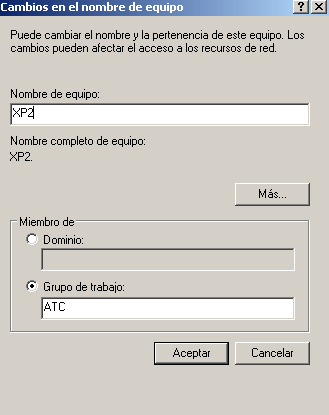 Cambios en el nombre de equipo
Puede cambiar el nombre y la pertenencia de este equipo. Los
cambios pueden afectar el acceso a los recursos de red.
Nombre de equipo:
XP2
Nombre completo de equipo:
XP2.
Más...
Miembro de
Dominio:
Grupo de trabajo:
ATC
Aceptar Cancelar